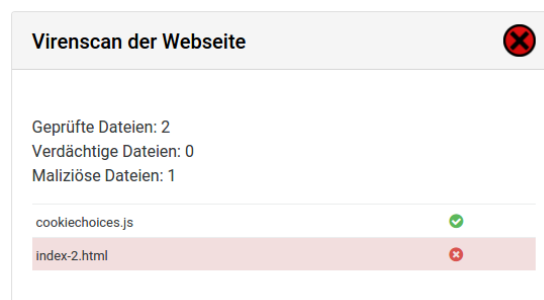 Virenscan der Webseite
Geprüfte Dateien: 2
Verdächtige Dateien: 0
Maliziöse Dateien: 1
cookiechoices.js
index-2.html